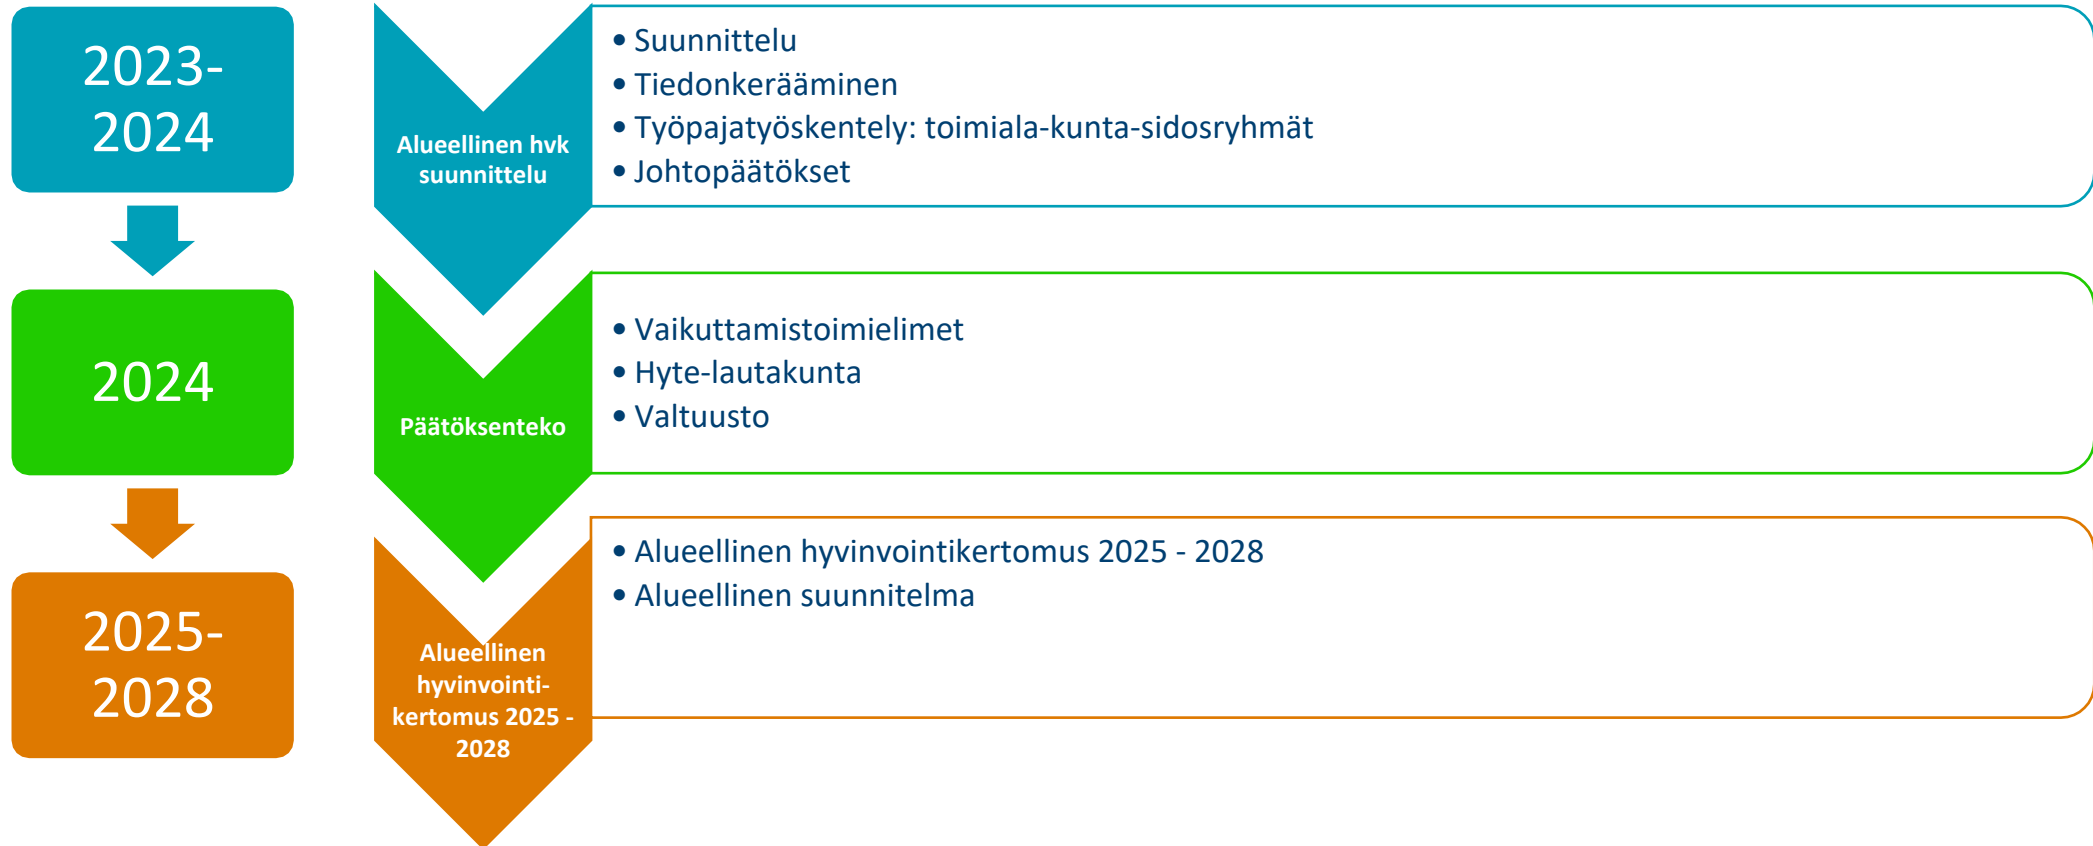 2023-
2024
Alueellinen hvk
suunnittelu
• Suunnittelu
• Tiedonkerääminen
• Työpajatyöskentely: toimiala-kunta-sidosryhmät
• Johtopäätökset
2024
Päätöksenteko
• Vaikuttamistoimielimet
• Hyte-lautakunta
• Valtuusto
2025-
2028
Alueellinen
hyvinvointi-
kertomus 2025 -
2028
• Alueellinen hyvinvointikertomus 2025 - 2028
• Alueellinen suunnitelma